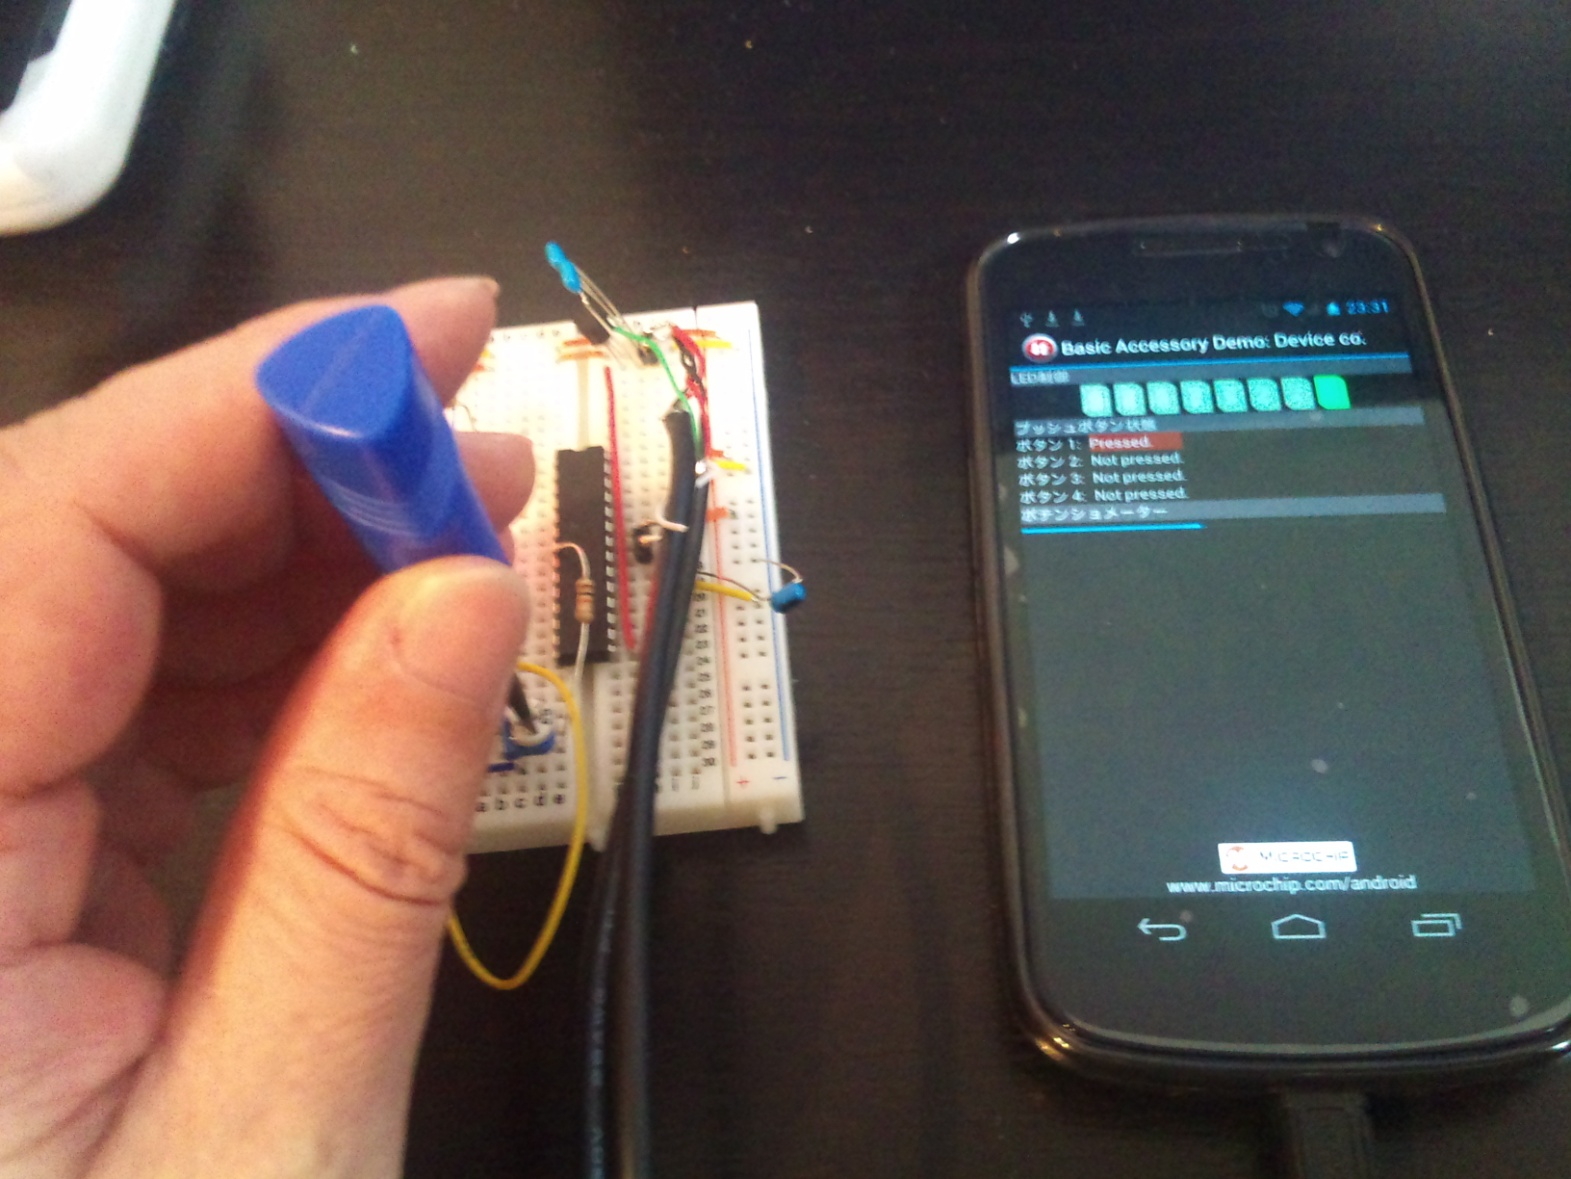 23:31
Basic Accessory Demo: Device co.
LED制御
プッシュボタン状態
ボタン 1: Pressed.
ボタン 2: Not pressed.
ボタン 3: Not pressed.
ボタン 4: Not pressed.
ポテンショメーター
MICROCHIP
www.microchip.com/android
a b c d e